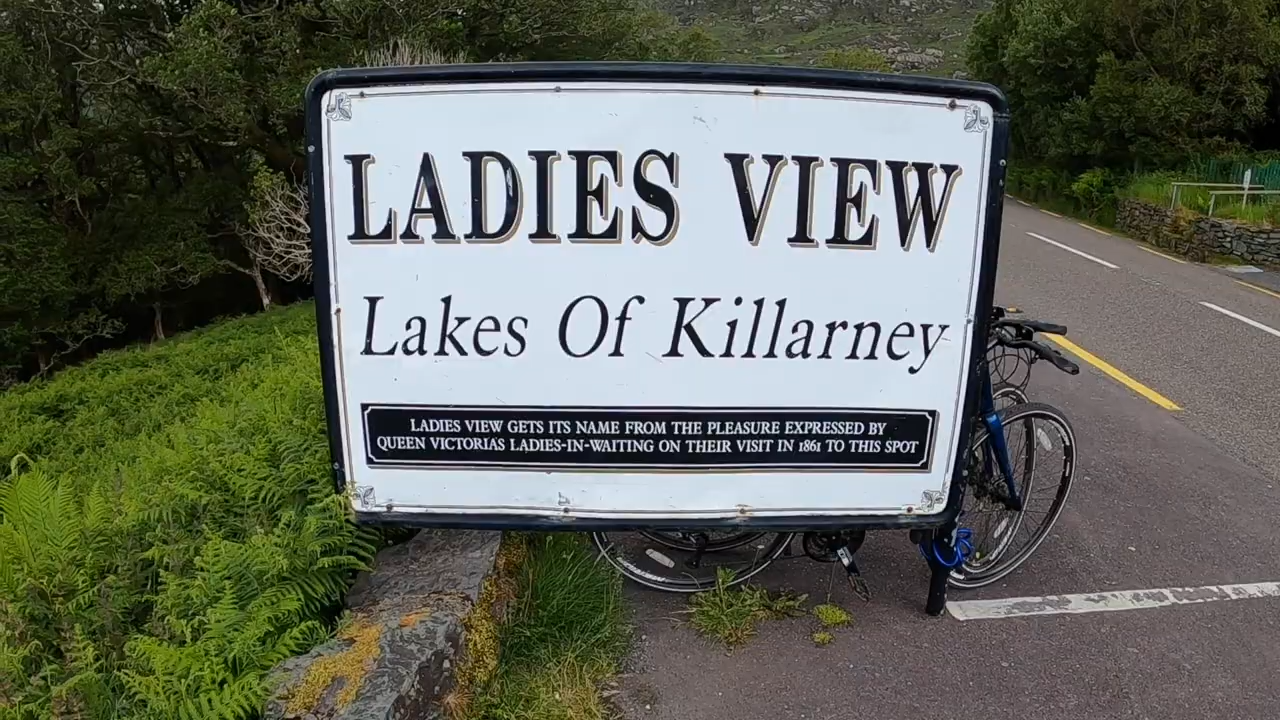 LADIES VIEW
Lakes Of Killarney
LADIES VIEW GETS ITS NAME FROM THE PLEASURE EXPRESSED BY
QUEEN VICTORIAS LADIES-IN-WAITING ON THEIR VISIT IN 1861 TO THIS SPOT